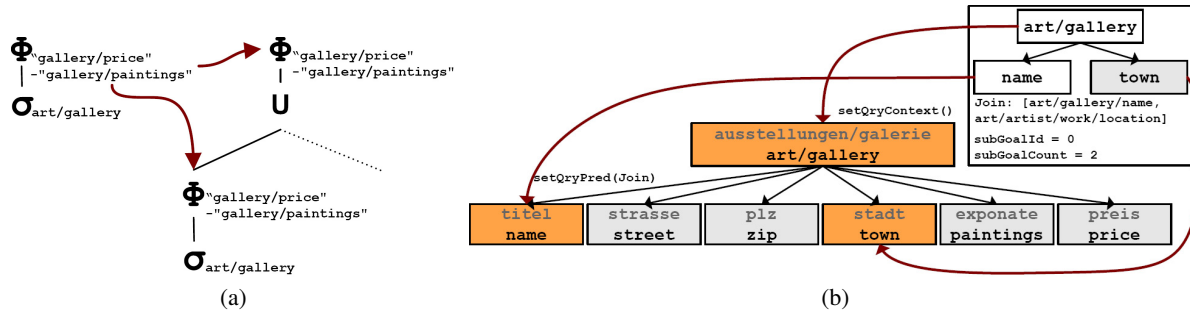 Φ "gallery/price"
-"gallery/paintings"
σ art/gallery
Φ "gallery/price"
-"gallery/paintings"
U
Φ "gallery/price"
-"gallery/paintings"
σ art/gallery
(a)
art/gallery
name
town
Join: [art/gallery/name,
art/artist/work/location]
subGoalId = 0
subGoalCount = 2
setQryContext()
ausstellungen/galerie
art/gallery
setQryPred(Join)
titel
name
strasse
street
plz
zip
stadt
town
exponate
paintings
preis
price
(b)